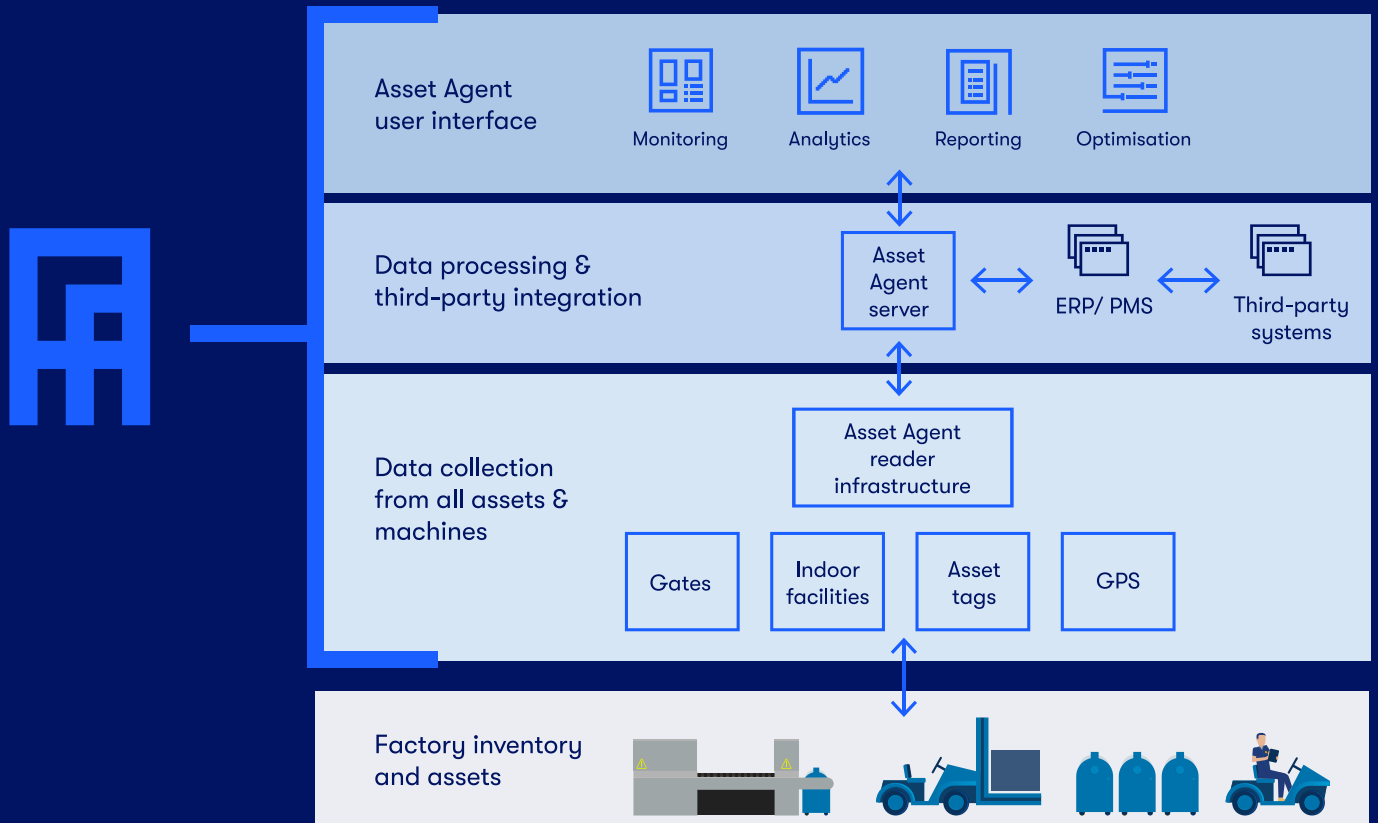 Asset Agent
user interface
Monitoring
Analytics
Reporting
Optimisation
Data processing &
third-party integration
Asset
Agent
server
ERP/ PMS
Third-party
systems
Data collection
from all assets &
machines
Asset Agent
reader
infrastructure
Gates
Indoor
facilities
Asset
tags
GPS
Factory inventory
and assets